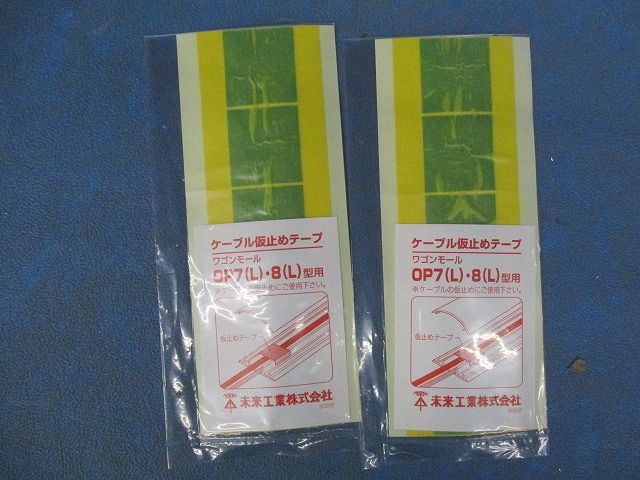 ケーブル仮止めテープ
ワゴンモール
OP7(L)・8(L)型用
※ケーブルの仮止めにご使用下さい。
仮止めテープ
未来工業株式会社
ケーブル仮止めテープ
ワゴンモール
OP7(L)・8(L)型用
※ケーブルの仮止めにご使用下さい。
仮止めテープ
未来工業株式会社